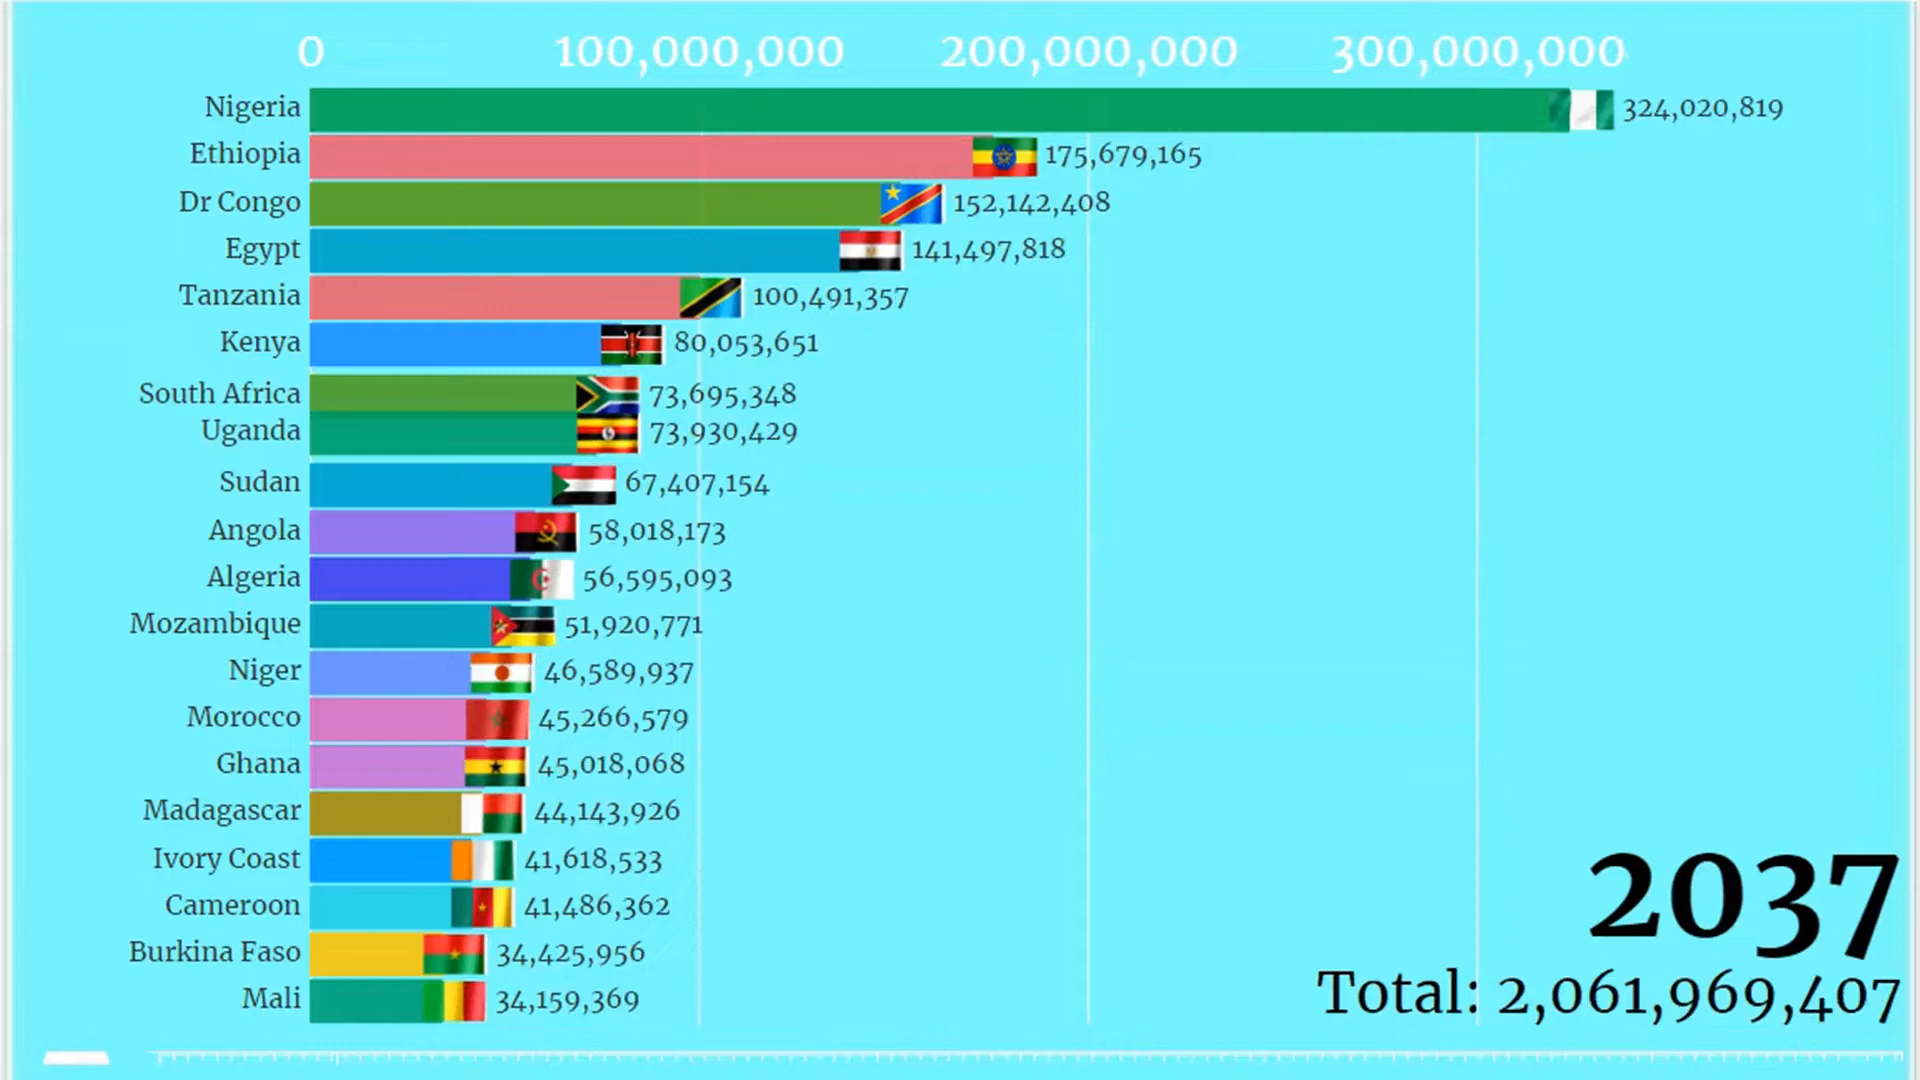 0 100,000,000 200,000,000 300,000,000
Nigeria 324,020,819
Ethiopia 175,679,165
Dr Congo 152,142,408
Egypt 141,497,818
Tanzania 100,491,357
Kenya 80,053,651
South Africa 73,695,348
Uganda 73,930,429
Sudan 67,407,154
Angola 58,018,173
Algeria 56,595,093
Mozambique 51,920,771
Niger 46,589,937
Morocco 45,266,579
Ghana 45,018,068
Madagascar 44,143,926
Ivory Coast 41,618,533
Cameroon 41,486,362
Burkina Faso 34,425,956
Mali 34,159,369
2037
Total: 2,061,969,407